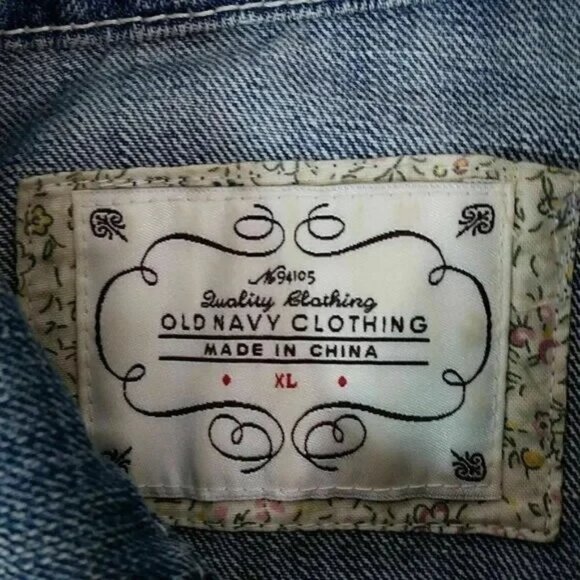 №94105
Quality Clothing
OLD NAVY CLOTHING
MADE IN CHINA
XL